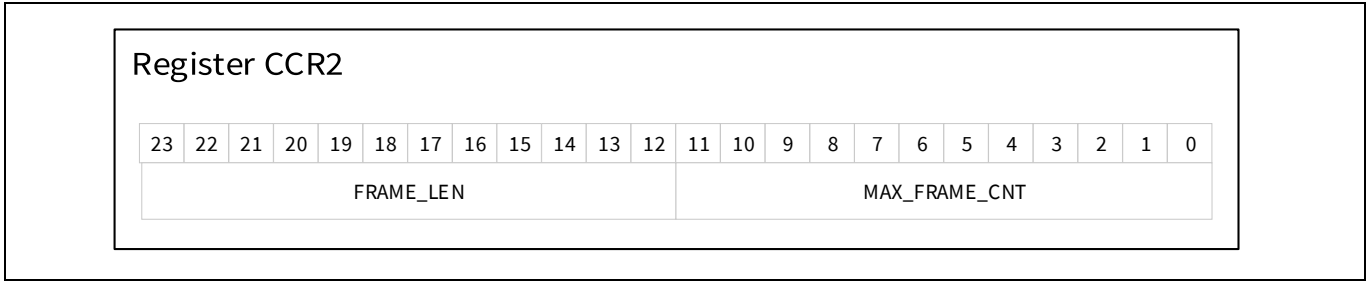 Register CCR2
23 22 21 20 19 18 17 16 15 14 13 12 11 10 9 8 7 6 5 4 3 2 1 0
FRAME_LEN MAX_FRAME_CNT